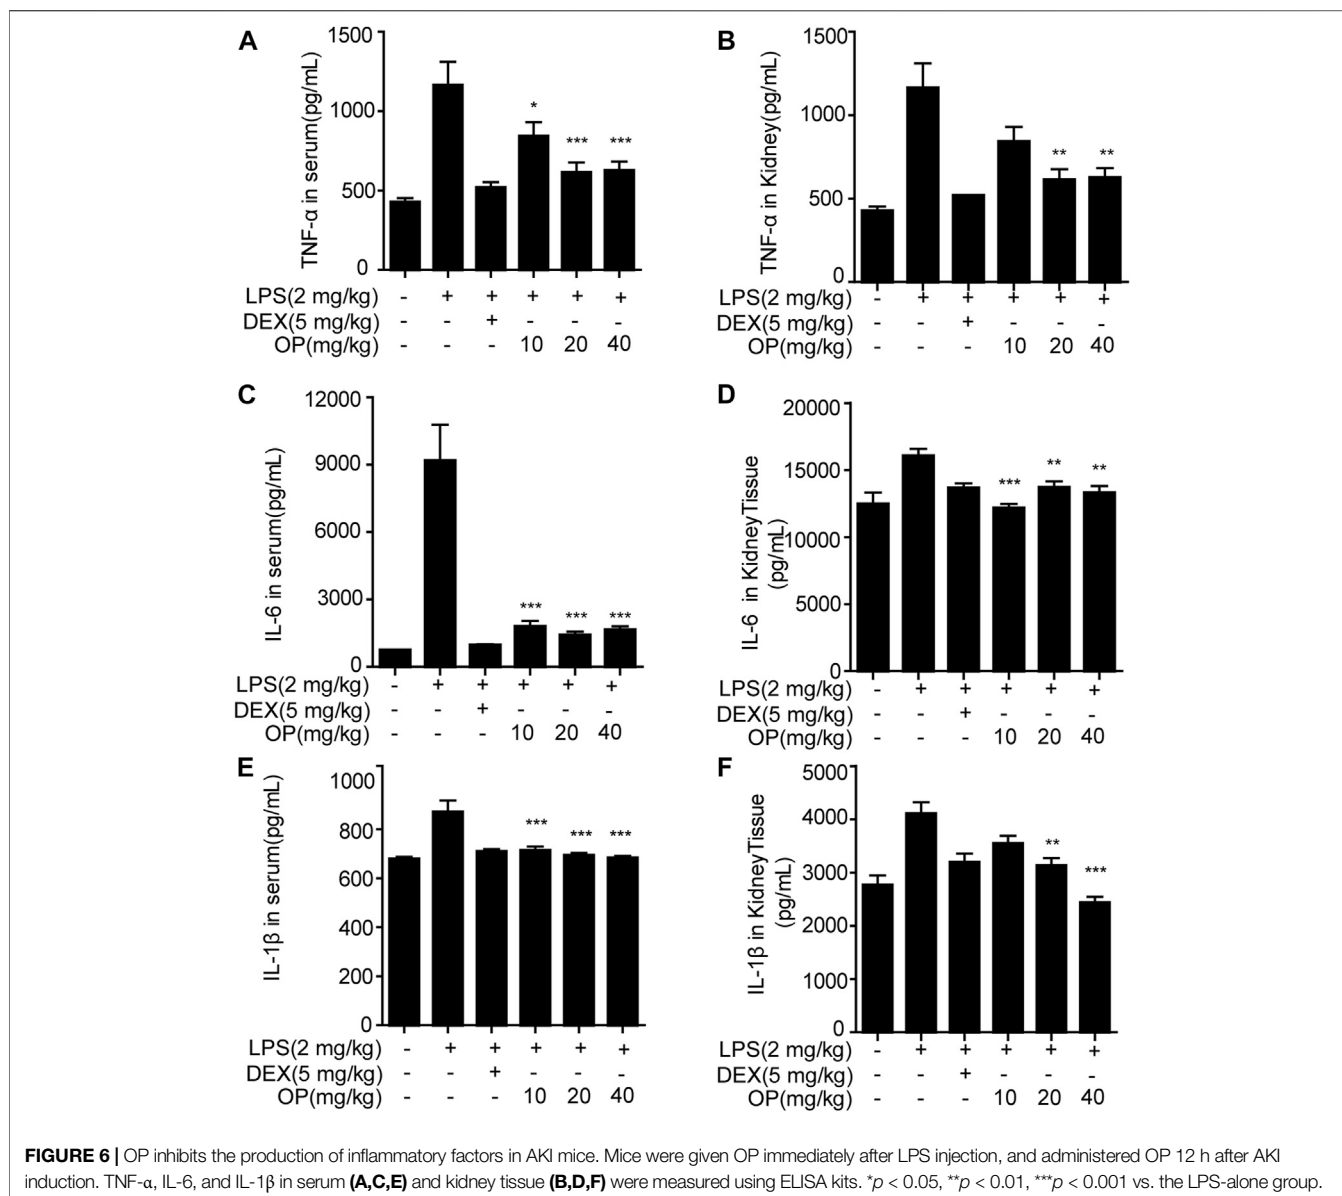 A
TNF-α in serum(pg/mL)
1500
1000
500
0
* *** ***
LPS(2 mg/kg) - + + + + +
DEX(5 mg/kg) - - + - - -
OP(mg/kg) - - - 10 20 40
B
TNF-α in Kidney(pg/mL)
1500
1000
500
0
** **
LPS(2 mg/kg) - + + + + +
DEX(5 mg/kg) - - + - - -
OP(mg/kg) - - - 10 20 40
C
IL-6 in serum(pg/mL)
12000
9000
6000
3000
0
*** *** ***
LPS(2 mg/kg) - + + + + +
DEX(5 mg/kg) - - + - - -
OP(mg/kg) - - - 10 20 40
D
IL-6 in KidneyTissue
(pg/mL)
20000
15000
10000
5000
0
*** ** **
LPS(2 mg/kg) - + + + + +
DEX(5 mg/kg) - - + - - -
OP(mg/kg) - - - 10 20 40
E
IL-1β in serum(pg/mL)
1000
800
600
400
200
0
*** *** ***
LPS(2 mg/kg) - + + + + +
DEX(5 mg/kg) - - + - - -
OP(mg/kg) - - - 10 20 40
F
IL-1β in KidneyTissue
(pg/mL)
5000
4000
3000
2000
1000
0
** ***
LPS(2 mg/kg) - + + + + +
DEX(5 mg/kg) - - + - - -
OP(mg/kg) - - - 10 20 40
FIGURE 6 | OP inhibits the production of inflammatory factors in AKI mice. Mice were given OP immediately after LPS injection, and administered OP 12 h after AKI
induction. TNF-α, IL-6, and IL-1β in serum (A,C,E) and kidney tissue (B,D,F) were measured using ELISA kits. *p < 0.05, **p < 0.01, ***p < 0.001 vs. the LPS-alone group.